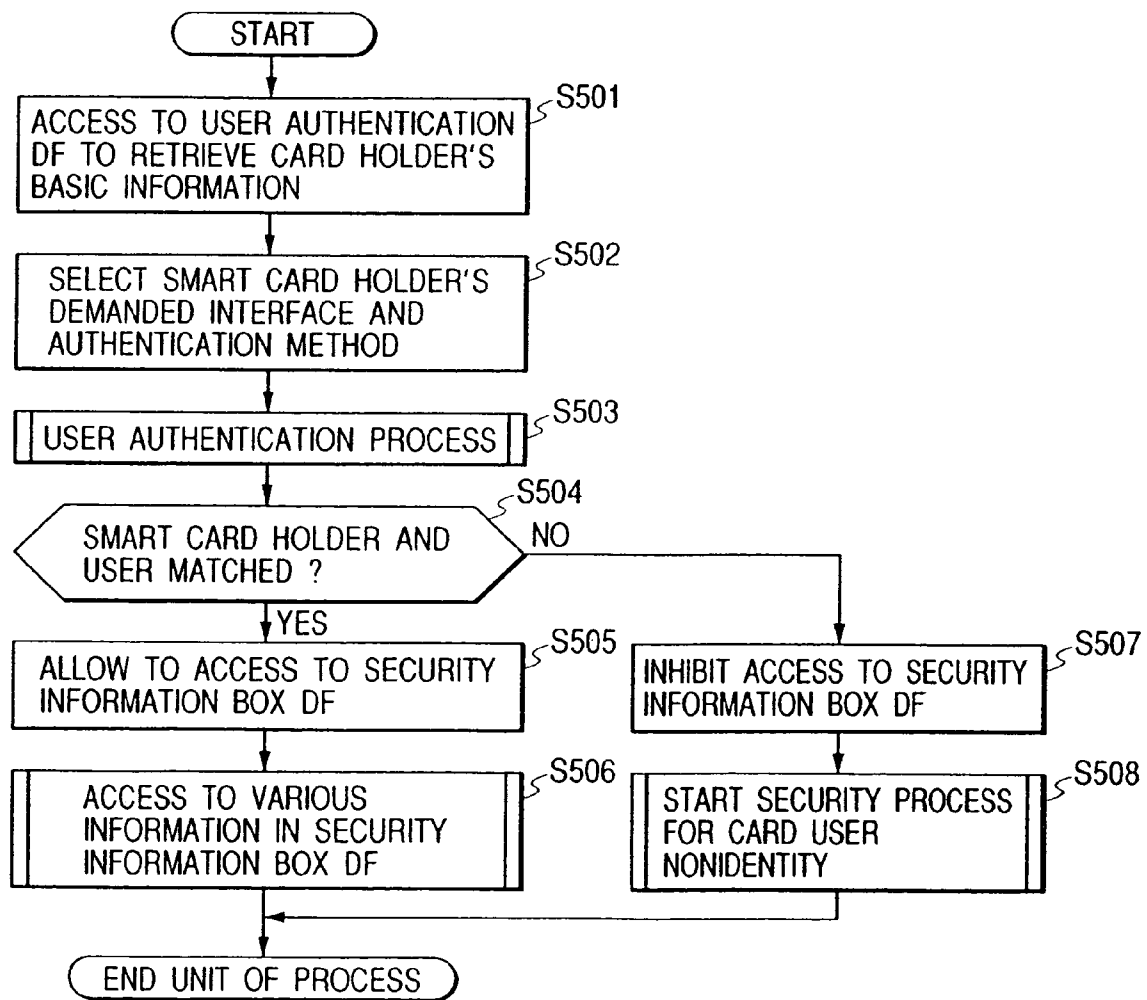 START
S501
ACCESS TO USER AUTHENTICATION
DF TO RETRIEVE CARD HOLDER'S
BASIC INFORMATION
S502
SELECT SMART CARD HOLDER'S
DEMANDED INTERFACE AND
AUTHENTICATION METHOD
S503
USER AUTHENTICATION PROCESS
S504
SMART CARD HOLDER AND
USER MATCHED ?
NO
YES
S505
ALLOW TO ACCESS TO SECURITY
INFORMATION BOX DF
S507
INHIBIT ACCESS TO SECURITY
INFORMATION BOX DF
S506
ACCESS TO VARIOUS
INFORMATION IN SECURITY
INFORMATION BOX DF
S508
START SECURITY PROCESS
FOR CARD USER
NONIDENTITY
END UNIT OF PROCESS